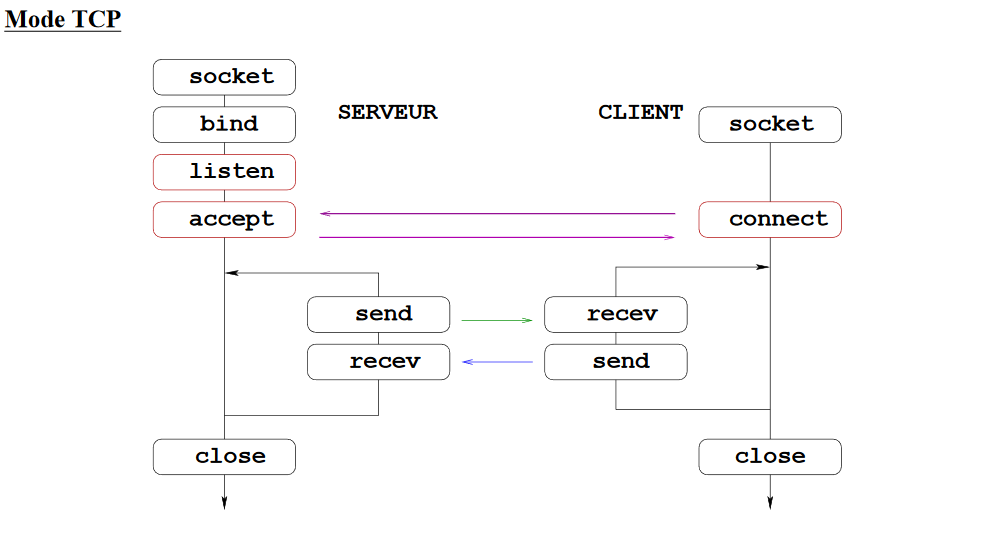 Mode TCP
socket
SERVEUR
CLIENT
bind
socket
listen
accept
connect
send
recev
recev
send
close
close